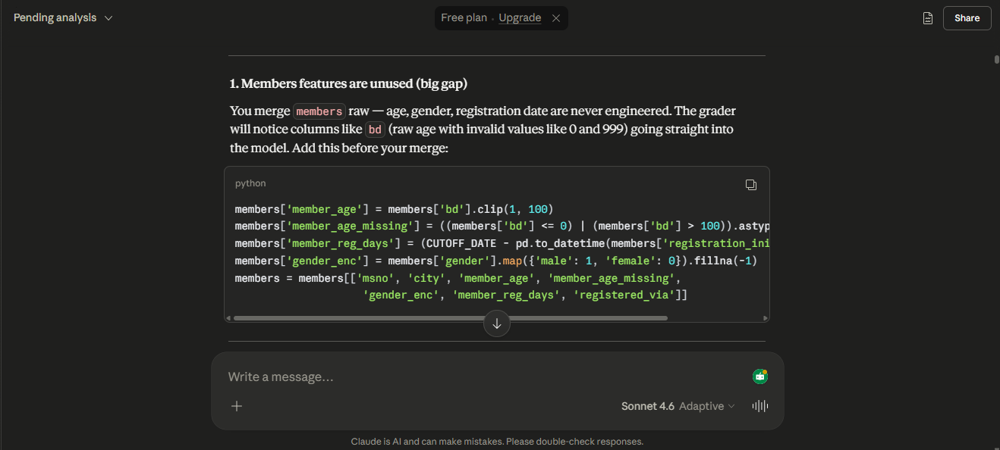 Pending analysis
Free plan · Upgrade
Share
1. Members features are unused (big gap)
You merge members raw — age, gender, registration date are never engineered. The grader
will notice columns like bd (raw age with invalid values like 0 and 999) going straight into
the model. Add this before your merge:
python
members['member_age'] = members['bd'].clip(1, 100)
members['member_age_missing'] = ((members['bd'] <= 0) | (members['bd'] > 100)).astyp
members['member_reg_days'] = (CUTOFF_DATE - pd.to_datetime(members['registration_ini
members['gender_enc'] = members['gender'].map({'male': 1, 'female': 0}).fillna(-1)
members = members[['msno', 'city', 'member_age', 'member_age_missing',
'gender_enc', 'member_reg_days', 'registered_via']]
Write a message...
Sonnet 4.6 Adaptive
Claude is AI and can make mistakes. Please double-check responses.